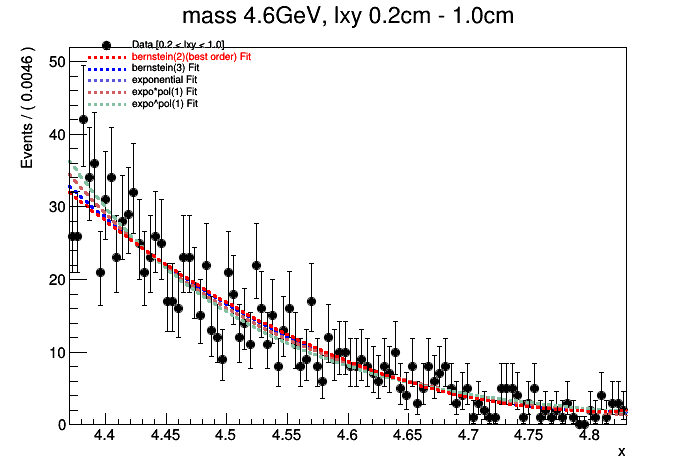 mass 4.6GeV, lxy 0.2cm - 1.0cm
Events / ( 0.0046 )
Data [0.2 < lxy < 1.0]
bernstein(2)(best order) Fit
bernstein(3) Fit
exponential Fit
expo*pol(1) Fit
expo^pol(1) Fit
50
40
30
20
10
0
4.4 4.45 4.5 4.55 4.6 4.65 4.7 4.75 4.8
x